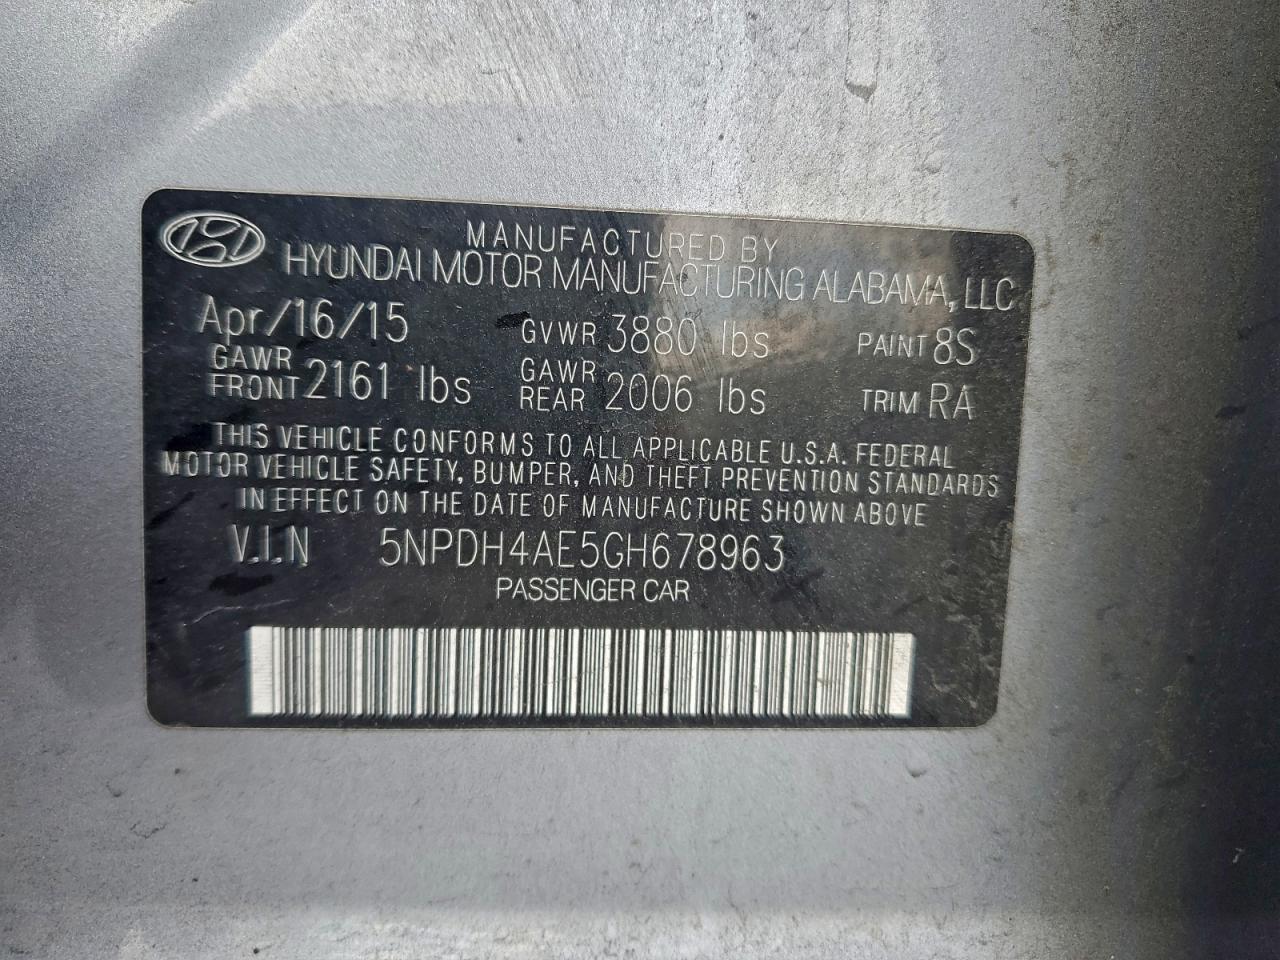 MANUFACTURED BY
HYUNDAI MOTOR MANUFACTURING ALABAMA, LLC
Apr/16/15 GVWR 3880 lbs PAINT 8S
GAWR FRONT 2161 lbs GAWR REAR 2006 lbs TRIM RA
THIS VEHICLE CONFORMS TO ALL APPLICABLE U.S.A. FEDERAL
MOTOR VEHICLE SAFETY, BUMPER, AND THEFT PREVENTION STANDARDS
IN EFFECT ON THE DATE OF MANUFACTURE SHOWN ABOVE
V.I.N 5NPDH4AE5GH678963
PASSENGER CAR